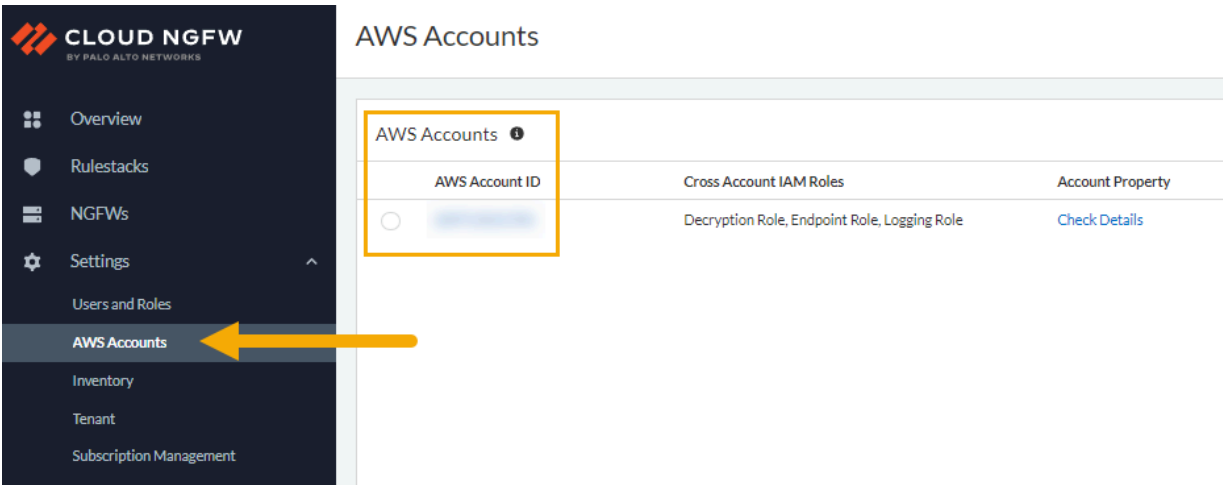 CLOUD NGFW
BY PALO ALTO NETWORKS
Overview
Rulestacks
NGFWs
Settings
Users and Roles
AWS Accounts
Inventory
Tenant
Subscription Management
AWS Accounts
AWS Accounts
AWS Account ID Cross Account IAM Roles Account Property
Decryption Role, Endpoint Role, Logging Role Check Details